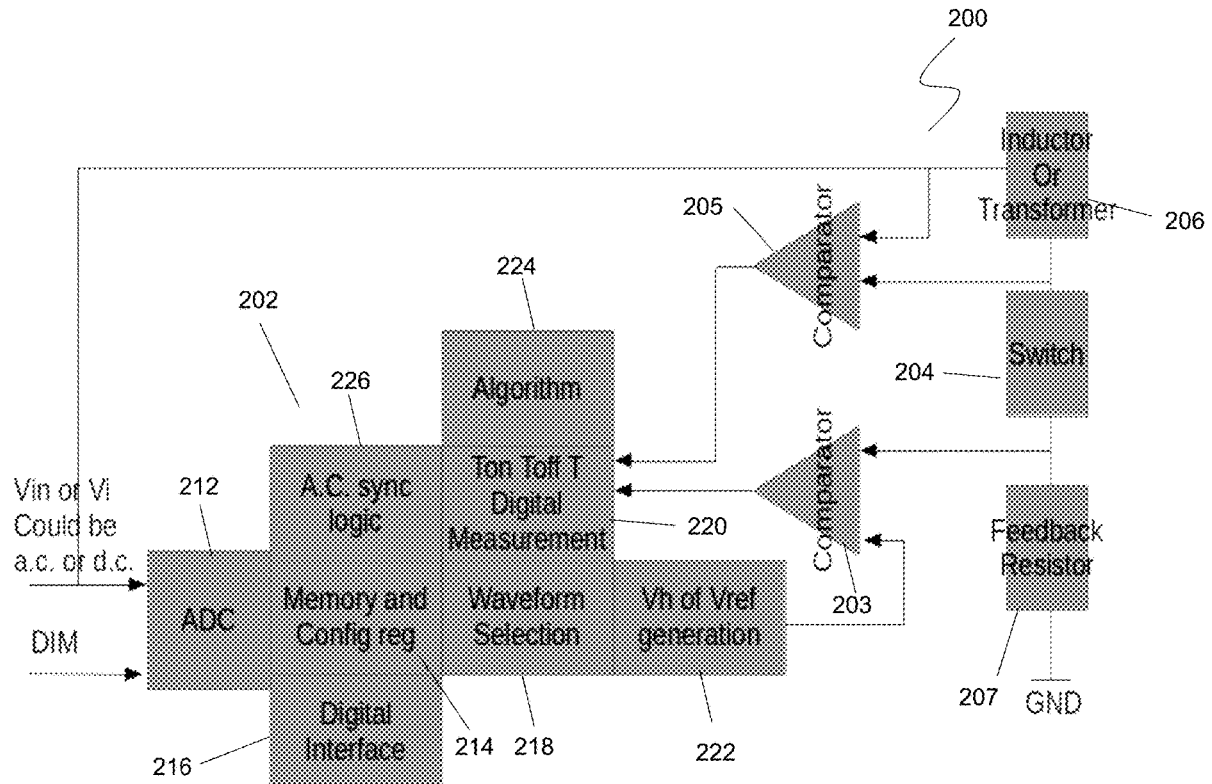 200
Inductor
Or
Transformer
206
205
Comparator
224
202
Switch
204
226
Algorithm
Comparator
Vin or Vi
Could be
a.c. or d.c.
212
A.C. sync
logic
Ton Toff T
Digital
Measurement
220
203
Feedback
Resistor
ADC
Memory and
Config reg
Waveform
Selection
Vh of Vref
generation
DIM
207
GND
Digital
Interface
216
214
218
222